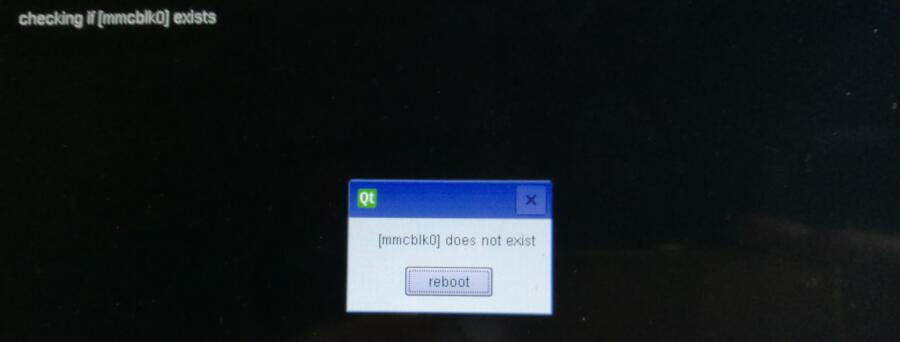 checking if [mmcblk0] exists
Qt
[mmcblk0] does not exist
reboot